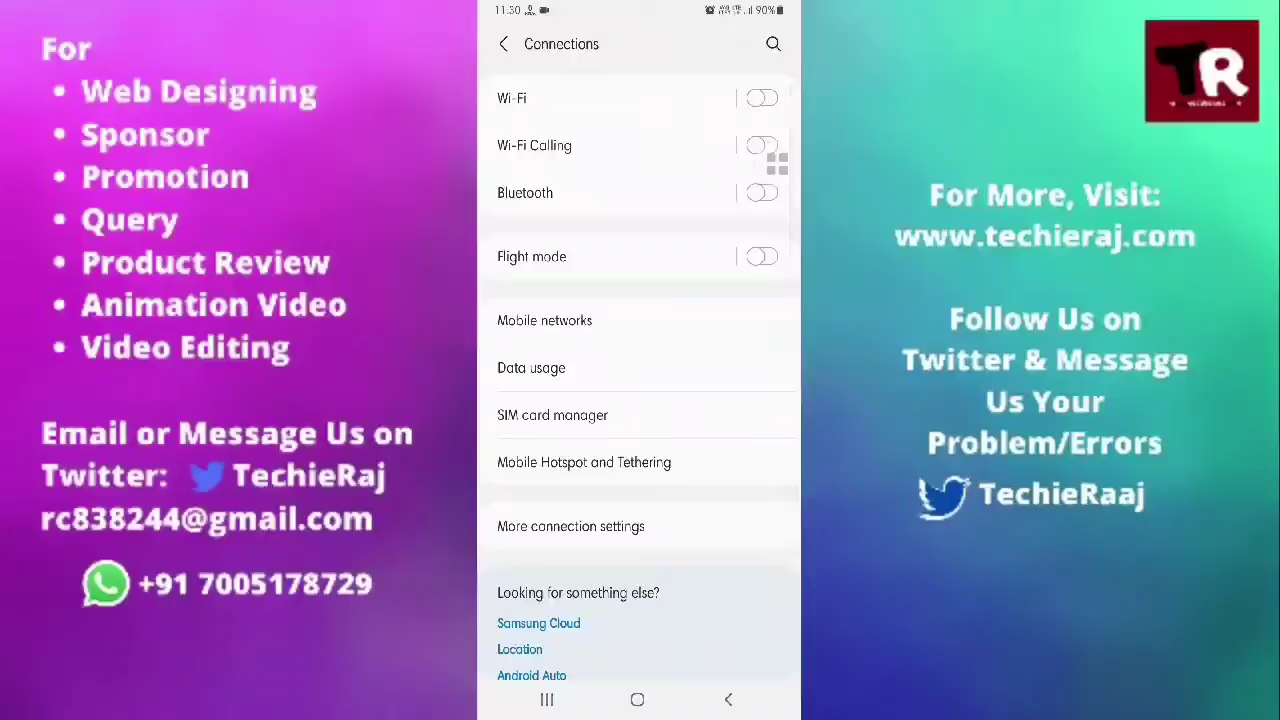 For
• Web Designing
• Sponsor
• Promotion
• Query
• Product Review
• Animation Video
• Video Editing
Email or Message Us on
Twitter: TechieRaj
rc838244@gmail.com
+91 7005178729
11:30
90%
Connections
Wi-Fi
Wi-Fi Calling
Bluetooth
Flight mode
Mobile networks
Data usage
SIM card manager
Mobile Hotspot and Tethering
More connection settings
Looking for something else?
Samsung Cloud
Location
Android Auto
TR
For More, Visit:
www.techieraj.com
Follow Us on
Twitter & Message
Us Your
Problem/Errors
TechieRaaj